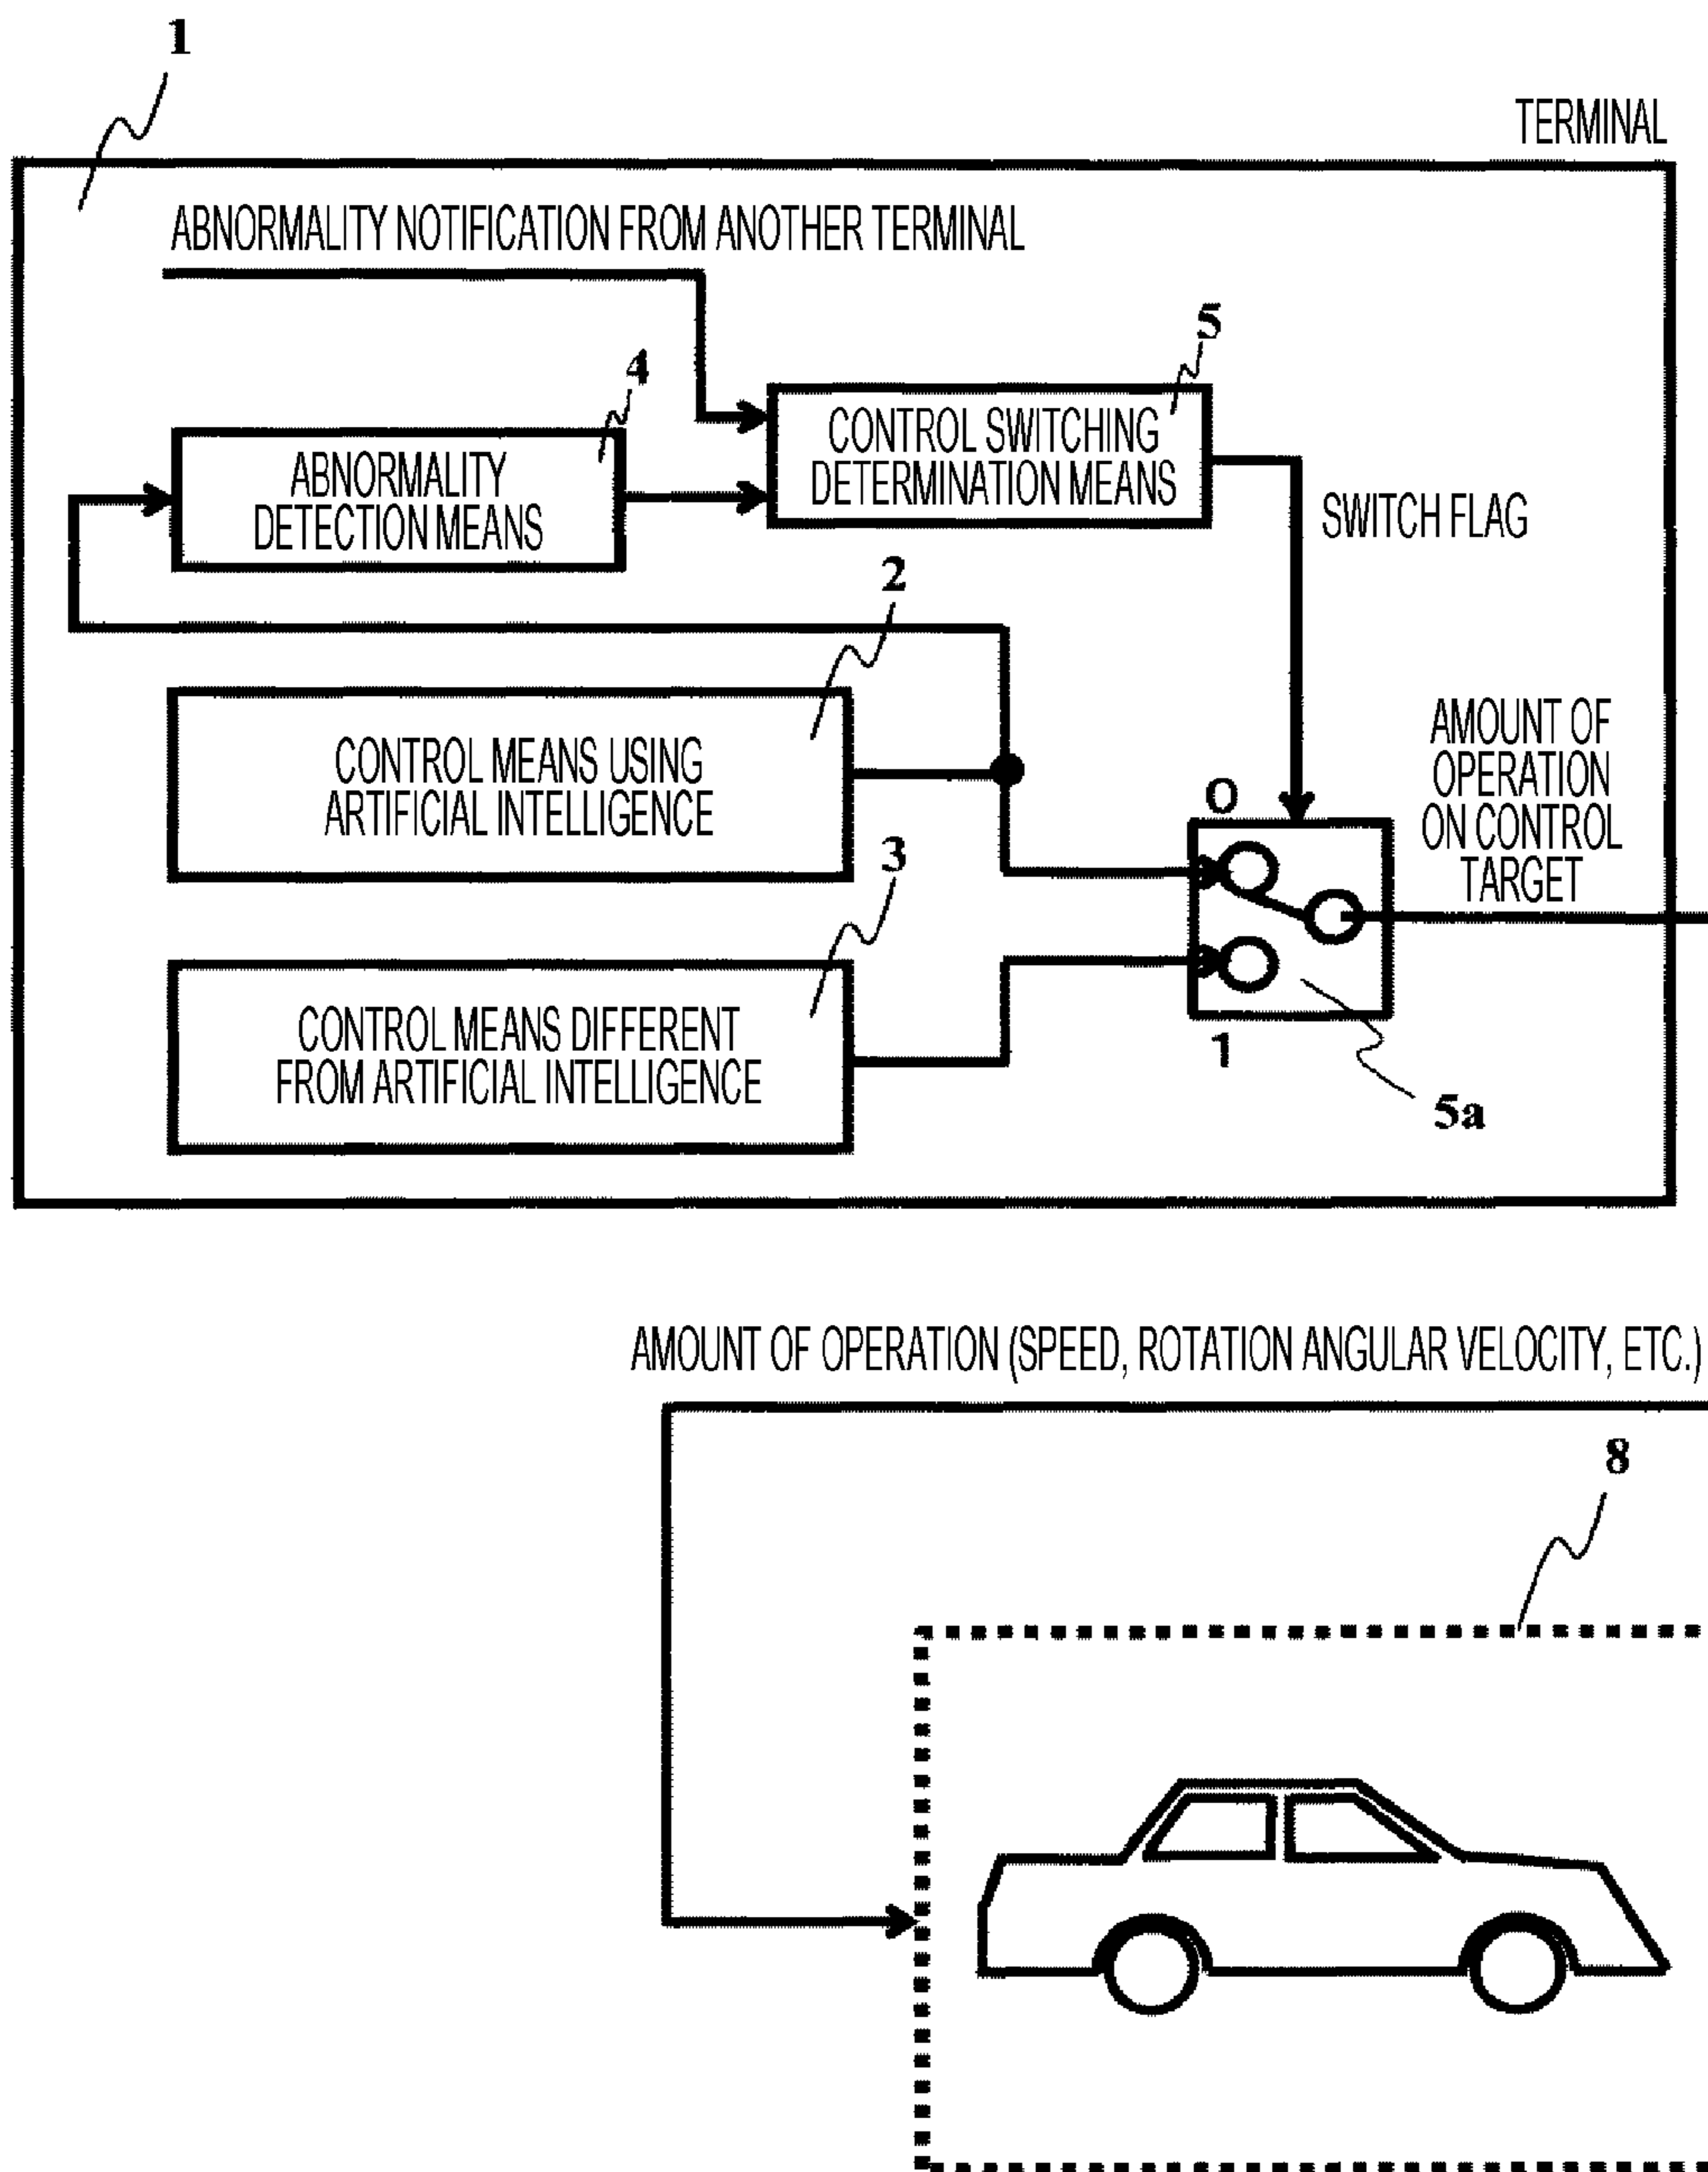 1
TERMINAL
ABNORMALITY NOTIFICATION FROM ANOTHER TERMINAL
5
4
CONTROL SWITCHING
DETERMINATION MEANS
ABNORMALITY
DETECTION MEANS
SWITCH FLAG
2
CONTROL MEANS USING
ARTIFICIAL INTELLIGENCE
AMOUNT OF
OPERATION
ON CONTROL
TARGET
0
3
CONTROL MEANS DIFFERENT
FROM ARTIFICIAL INTELLIGENCE
1
5a
AMOUNT OF OPERATION (SPEED, ROTATION ANGULAR VELOCITY, ETC.)
8